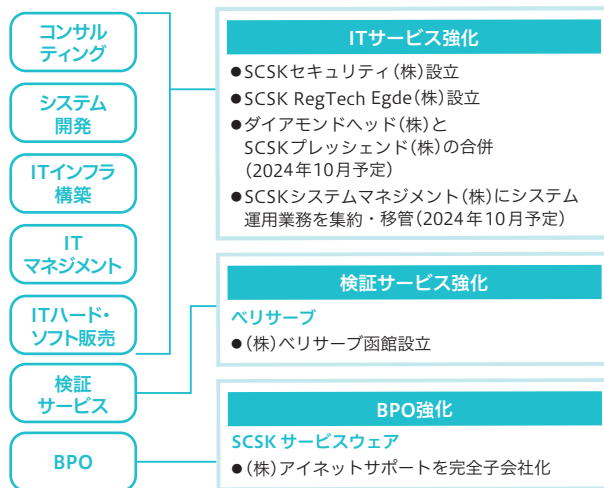 コンサル
ティング
システム
開発
ITインフラ
構築
IT
マネジメント
ITハード・
ソフト販売
検証
サービス
BPO
ITサービス強化
●SCSKセキュリティ(株)設立
●SCSK RegTech Egde(株)設立
●ダイアモンドヘッド(株)と
SCSKプレッシェンド(株)の合併
(2024年10月予定)
●SCSKシステムマネジメント(株)にシステム
運用業務を集約・移管(2024年10月予定)
検証サービス強化
ベリサーブ
●(株)ベリサーブ函館設立
BPO強化
SCSK サービスウェア
●(株)アイネットサポートを完全子会社化